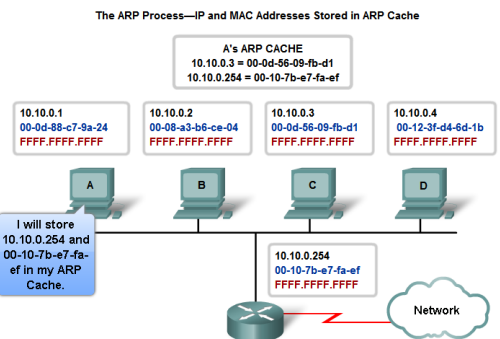 The ARP Process—IP and MAC Addresses Stored in ARP Cache
A's ARP CACHE
10.10.0.3 = 00-0d-56-09-fb-d1
10.10.0.254 = 00-10-7b-e7-fa-ef
10.10.0.1
00-0d-88-c7-9a-24
FFFF.FFFF.FFFF
10.10.0.2
00-08-a3-b6-ce-04
FFFF.FFFF.FFFF
10.10.0.3
00-0d-56-09-fb-d1
FFFF.FFFF.FFFF
10.10.0.4
00-12-3f-d4-6d-1b
FFFF.FFFF.FFFF
A
B
C
D
I will store
10.10.0.254 and
00-10-7b-e7-fa-
ef in my ARP
Cache.
10.10.0.254
00-10-7b-e7-fa-ef
FFFF.FFFF.FFFF
Network